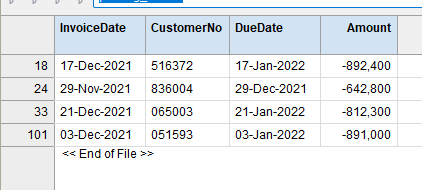 InvoiceDate CustomerNo DueDate Amount
18 17-Dec-2021 516372 17-Jan-2022 -892,400
24 29-Nov-2021 836004 29-Dec-2021 -642,800
33 21-Dec-2021 065003 21-Jan-2022 -812,300
101 03-Dec-2021 051593 03-Jan-2022 -891,000
<< End of File >>